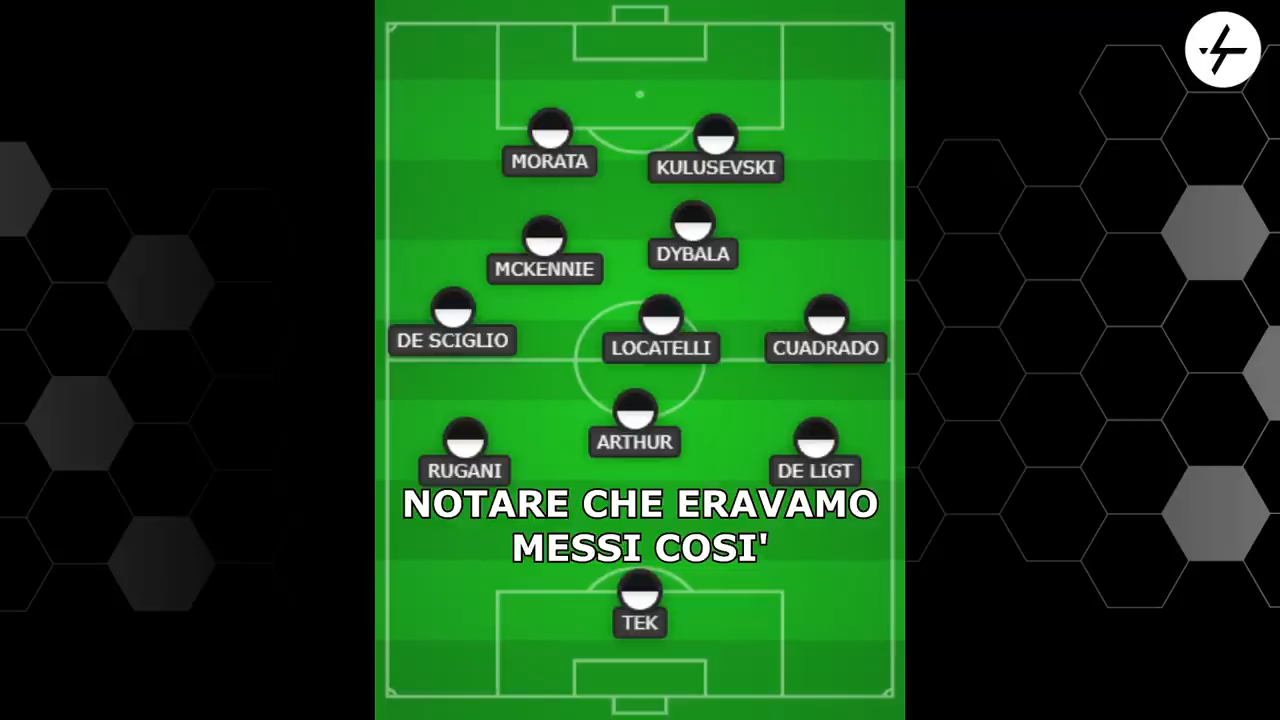 MORATA
KULUSEVSKI
MCKENNIE
DYBALA
DE SCIGLIO
LOCATELLI
CUADRADO
ARTHUR
RUGANI
DE LIGT
NOTARE CHE ERAVAMO
MESSI COSI'
TEK